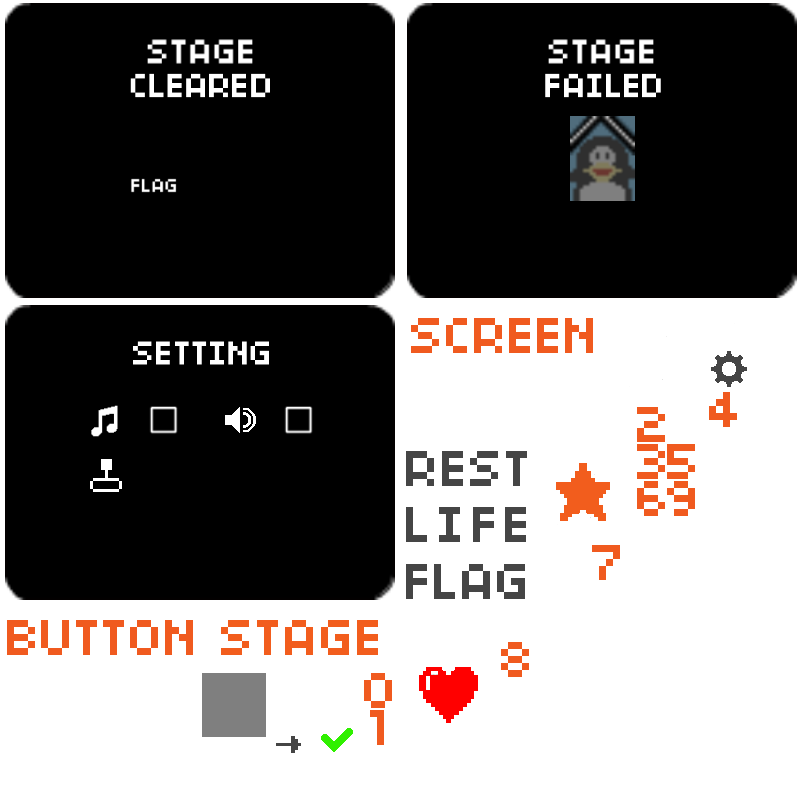 STAGE
CLEARED
FLAG
STAGE
FAILED
SETTING
SCREEN
4
2
35
69
REST
LIFE
FLAG
7
BUTTON STAGE
8
0
1